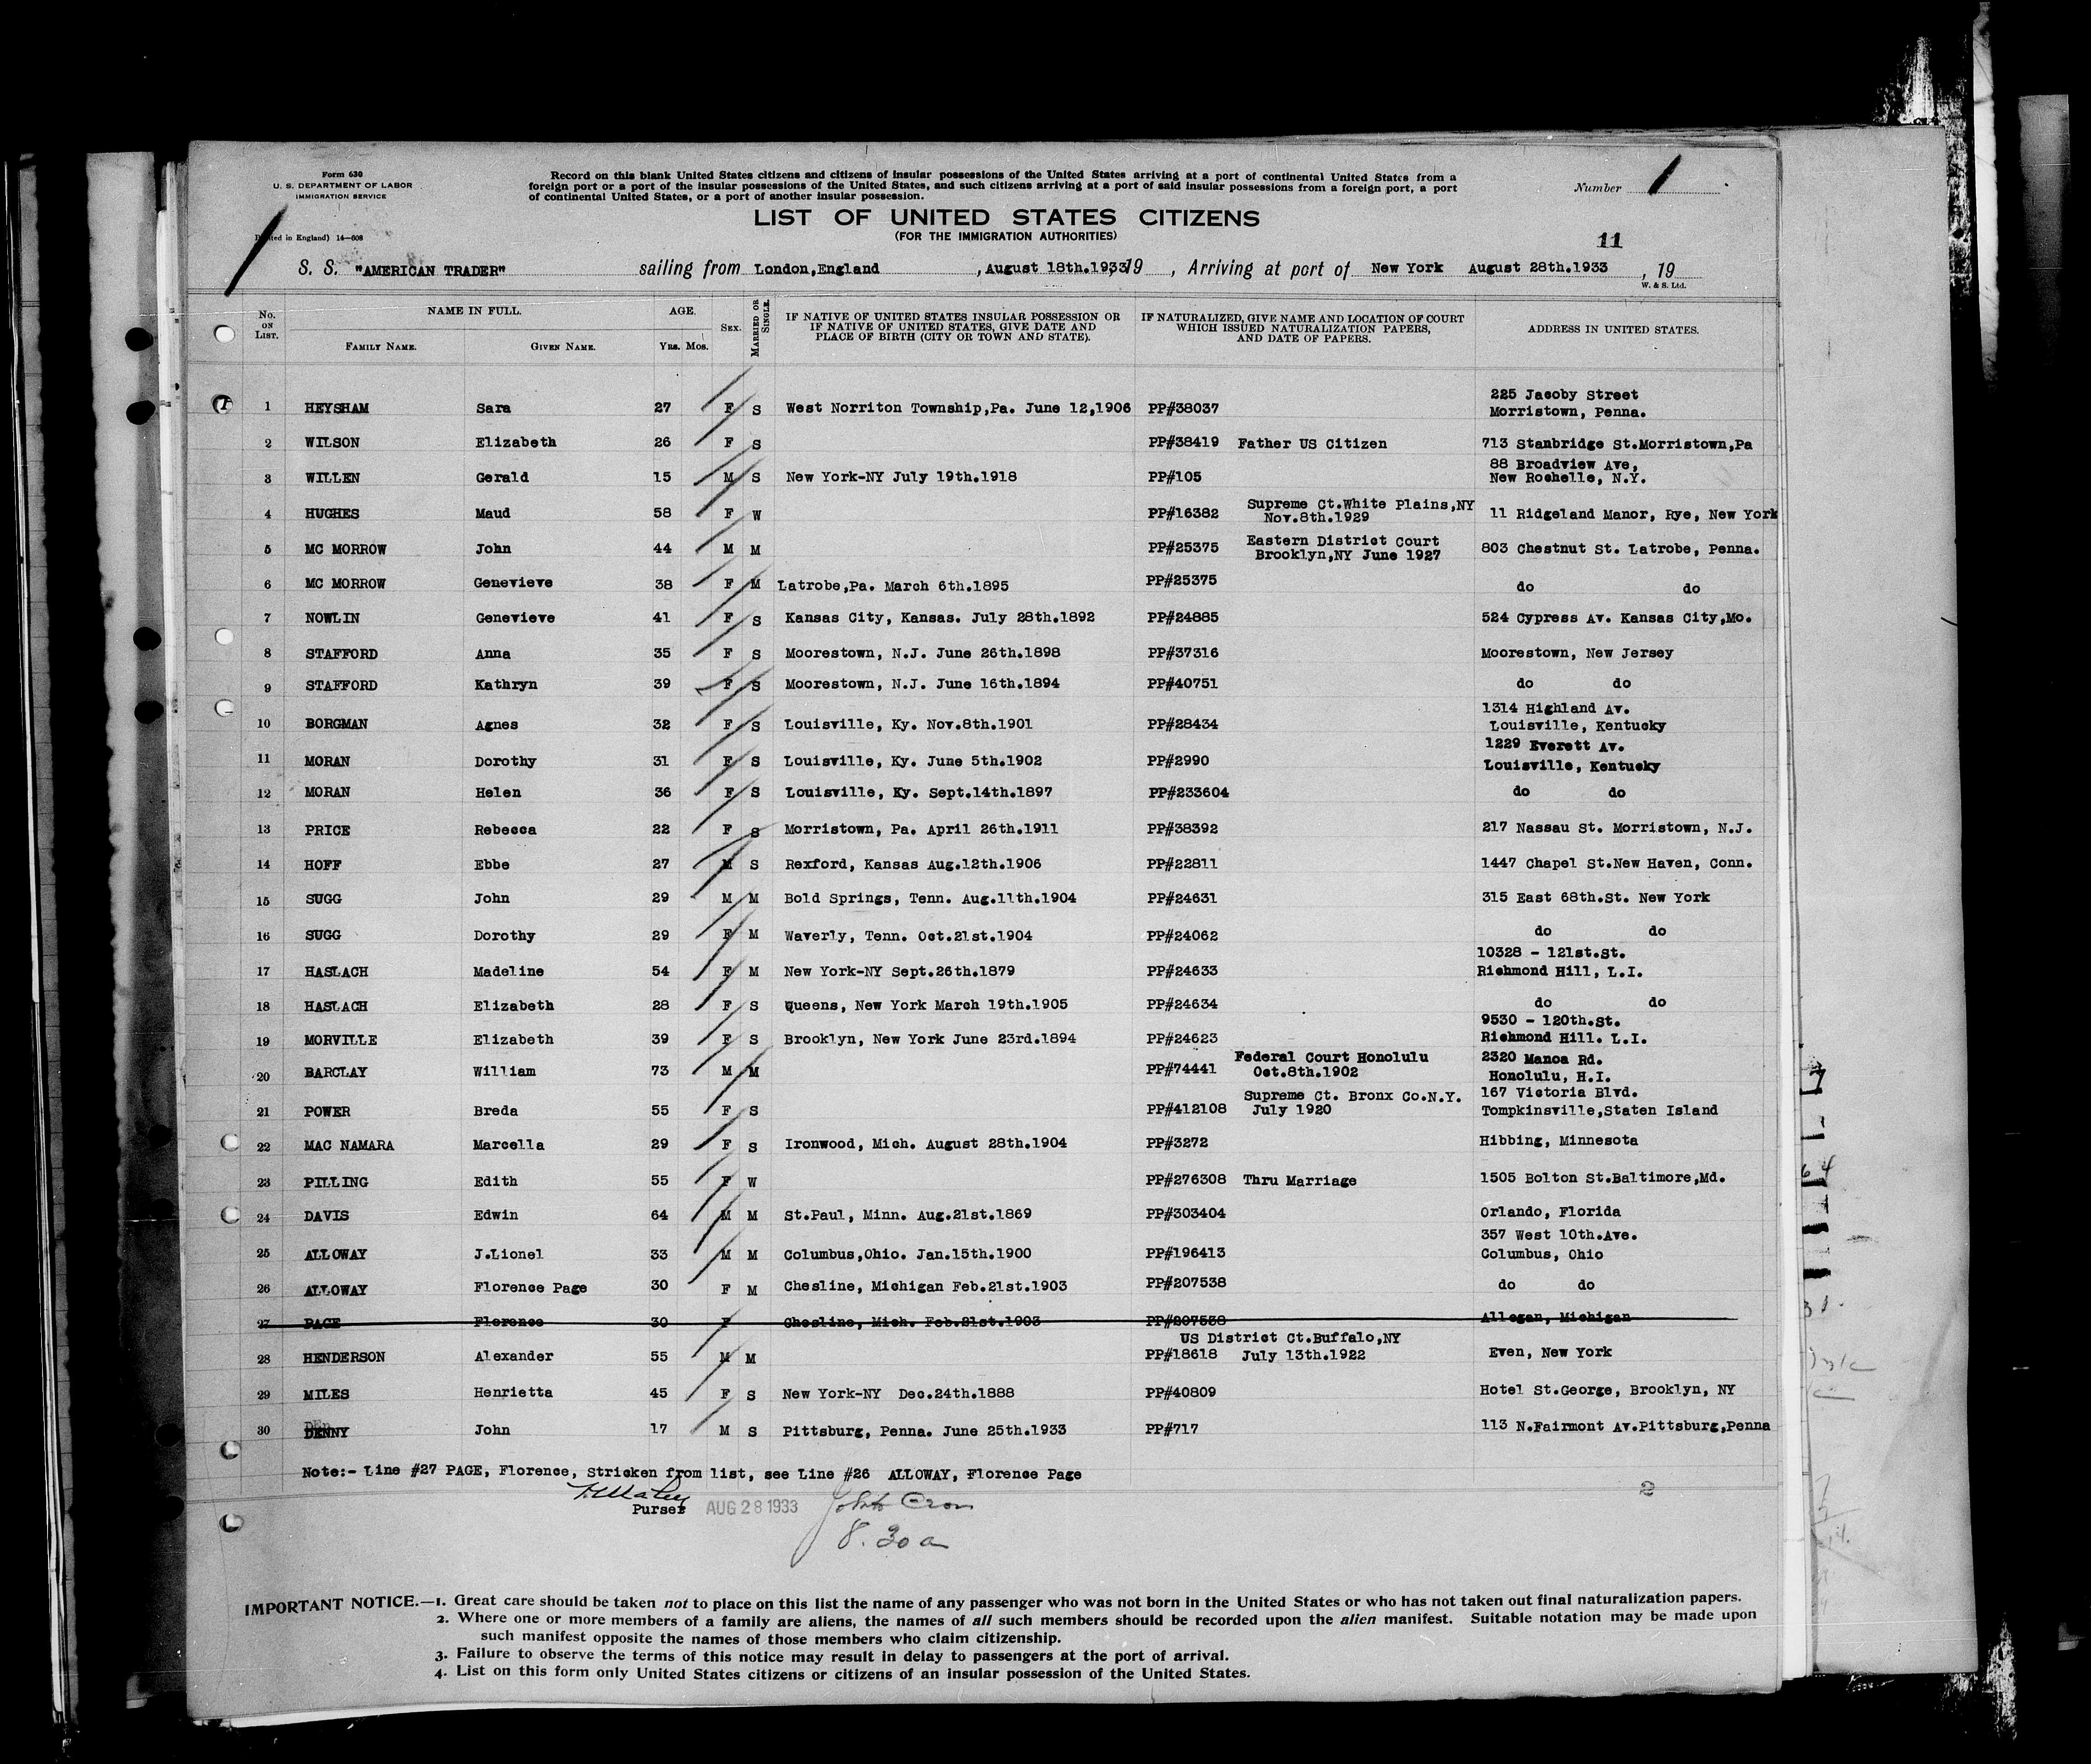 Form 630
U. S. DEPARTMENT OF LABOR
IMMIGRATION SERVICE
Record on this blank United States citizens and citizens of insular possessions of the United States arriving at a port of continental United States from a
foreign port or a port of the insular possessions of the United States, and such citizens arriving at a port of said insular possessions from a foreign port, a port
of continental United States, or a port of another insular possession.
Number 1
LIST OF UNITED STATES CITIZENS
(FOR THE IMMIGRATION AUTHORITIES)
in England) 14—608
11
S. S. "AMERICAN TRADER" sailing from London,England , August 18th.1933 19 , Arriving at port of New York August 28th.1933 , 19
W. & S. Ltd.
No. ON LIST. NAME IN FULL. FAMILY NAME. GIVEN NAME. AGE. YRS. MOS. SEX. MARRIED OR SINGLE. IF NATIVE OF UNITED STATES INSULAR POSSESSION OR IF NATIVE OF UNITED STATES, GIVE DATE AND PLACE OF BIRTH (CITY OR TOWN AND STATE). IF NATURALIZED, GIVE NAME AND LOCATION OF COURT WHICH ISSUED NATURALIZATION PAPERS, AND DATE OF PAPERS. ADDRESS IN UNITED STATES.
1 HEYSHAM Sara 27 F S West Norriton Township,Pa. June 12,1906 PP#38037 225 Jacoby Street Morristown, Penna.
2 WILSON Elizabeth 26 F S PP#38419 Father US Citizen 713 Stanbridge St.Morristown,Pa
3 WILLEN Gerald 15 M S New York-NY July 19th.1918 PP#105 88 Broadview Ave, New Rochelle, N.Y.
4 HUGHES Maud 58 F W PP#16382 Supreme Ct.White Plains,NY Nov.8th.1929 11 Ridgeland Manor, Rye, New York
5 MC MORROW John 44 M M PP#25375 Eastern District Court Brooklyn,NY June 1927 803 Chestnut St. Latrobe, Penna.
6 MC MORROW Genevieve 38 F M Latrobe,Pa. March 6th.1895 PP#25375 do do
7 NOWLIN Genevieve 41 F S Kansas City, Kansas. July 28th.1892 PP#24885 524 Cypress Av. Kansas City,Mo.
8 STAFFORD Anna 35 F S Moorestown, N.J. June 26th.1898 PP#37316 Moorestown, New Jersey
9 STAFFORD Kathryn 39 F S Moorestown, N.J. June 16th.1894 PP#40751 do do
10 BORGMAN Agnes 32 F S Louisville, Ky. Nov.8th.1901 PP#28434 1314 Highland Av. Louisville, Kentucky
11 MORAN Dorothy 31 F S Louisville, Ky. June 5th.1902 PP#2990 1229 Everett Av. Louisville, Kentucky
12 MORAN Helen 36 F S Louisville, Ky. Sept.14th.1897 PP#233604 do do
13 PRICE Rebecca 22 F S Morristown, Pa. April 26th.1911 PP#38392 217 Nassau St. Morristown, N.J.
14 HOFF Ebbe 27 M S Rexford, Kansas Aug.12th.1906 PP#22811 1447 Chapel St.New Haven, Conn.
15 SUGG John 29 M M Bold Springs, Tenn. Aug.11th.1904 PP#24631 315 East 68th.St. New York
16 SUGG Dorothy 29 F M Waverly, Tenn. Oct.21st.1904 PP#24062 do do
17 HASLACH Madeline 54 F M New York-NY Sept.26th.1879 PP#24633 10328 - 121st.St. Richmond Hill, L.I.
18 HASLACH Elizabeth 28 F S Queens, New York March 19th.1905 PP#24634 do do
19 MORVILLE Elizabeth 39 F S Brooklyn, New York June 23rd.1894 PP#24623 9530 - 120th.St. Richmond Hill. L.I.
20 BARCLAY William 73 M M PP#74441 Federal Court Honolulu Oct.8th.1902 2320 Manoa Rd. Honolulu, H.I.
21 POWER Breda 55 F S PP#412108 Supreme Ct. Bronx Co.N.Y. July 1920 167 Victoria Blvd. Tompkinsville,Staten Island
22 MAC NAMARA Marcella 29 F S Ironwood, Mich. August 28th.1904 PP#3272 Hibbing, Minnesota
23 PILLING Edith 55 F W PP#276308 Thru Marriage 1505 Bolton St.Baltimore,Md.
24 DAVIS Edwin 64 M M St.Paul, Minn. Aug.21st.1869 PP#303404 Orlando, Florida
25 ALLOWAY J.Lionel 33 M M Columbus,Ohio. Jan.15th.1900 PP#196413 357 West 10th.Ave. Columbus, Ohio
26 ALLOWAY Florence Page 30 F M Chesline, Michigan Feb.21st.1903 PP#207538 do do
27 PAGE Florence 30 F Chesline, Mich. Feb.21st.1903 PP#207538 Allegan, Michigan
28 HENDERSON Alexander 55 M M PP#18618 US District Ct.Buffalo,NY July 13th.1922 Even, New York
29 MILES Henrietta 45 F S New York-NY Dec.24th.1888 PP#40809 Hotel St.George, Brooklyn, NY
30 DENNY John 17 M S Pittsburg, Penna. June 25th.1933 PP#717 113 N.Fairmont Av.Pittsburg,Penna
Note:- Line #27 PAGE, Florence, Stricken from list, see Line #26 ALLOWAY, Florence Page
2
Purser AUG 28 1933 John
8.30 a
IMPORTANT NOTICE.—1. Great care should be taken not to place on this list the name of any passenger who was not born in the United States or who has not taken out final naturalization papers.
2. Where one or more members of a family are aliens, the names of all such members should be recorded upon the alien manifest. Suitable notation may be made upon
such manifest opposite the names of those members who claim citizenship.
3. Failure to observe the terms of this notice may result in delay to passengers at the port of arrival.
4. List on this form only United States citizens or citizens of an insular possession of the United States.